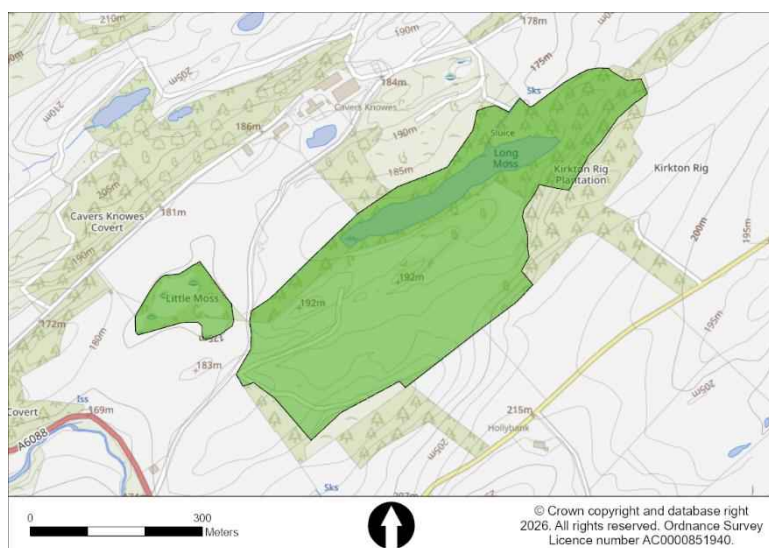 210m
190m
178m
205m
175m
184m
Sks
Cavers Knowes
210m
186m
190m
Sluice
Long
Moss
185m
Kirkton Rig
Plantation
Kirkton Rig
206m
Cavers Knowes
Covert
181m
200m
195m
190m
192m
Little Moss
192m
172m
180m
175m
183m
195m
205m
Iss
169m
Covert
A6088
215m
Hollybank
205m
Sks
0
300
Meters
© Crown copyright and database right
2026. All rights reserved. Ordnance Survey
Licence number AC0000851940.